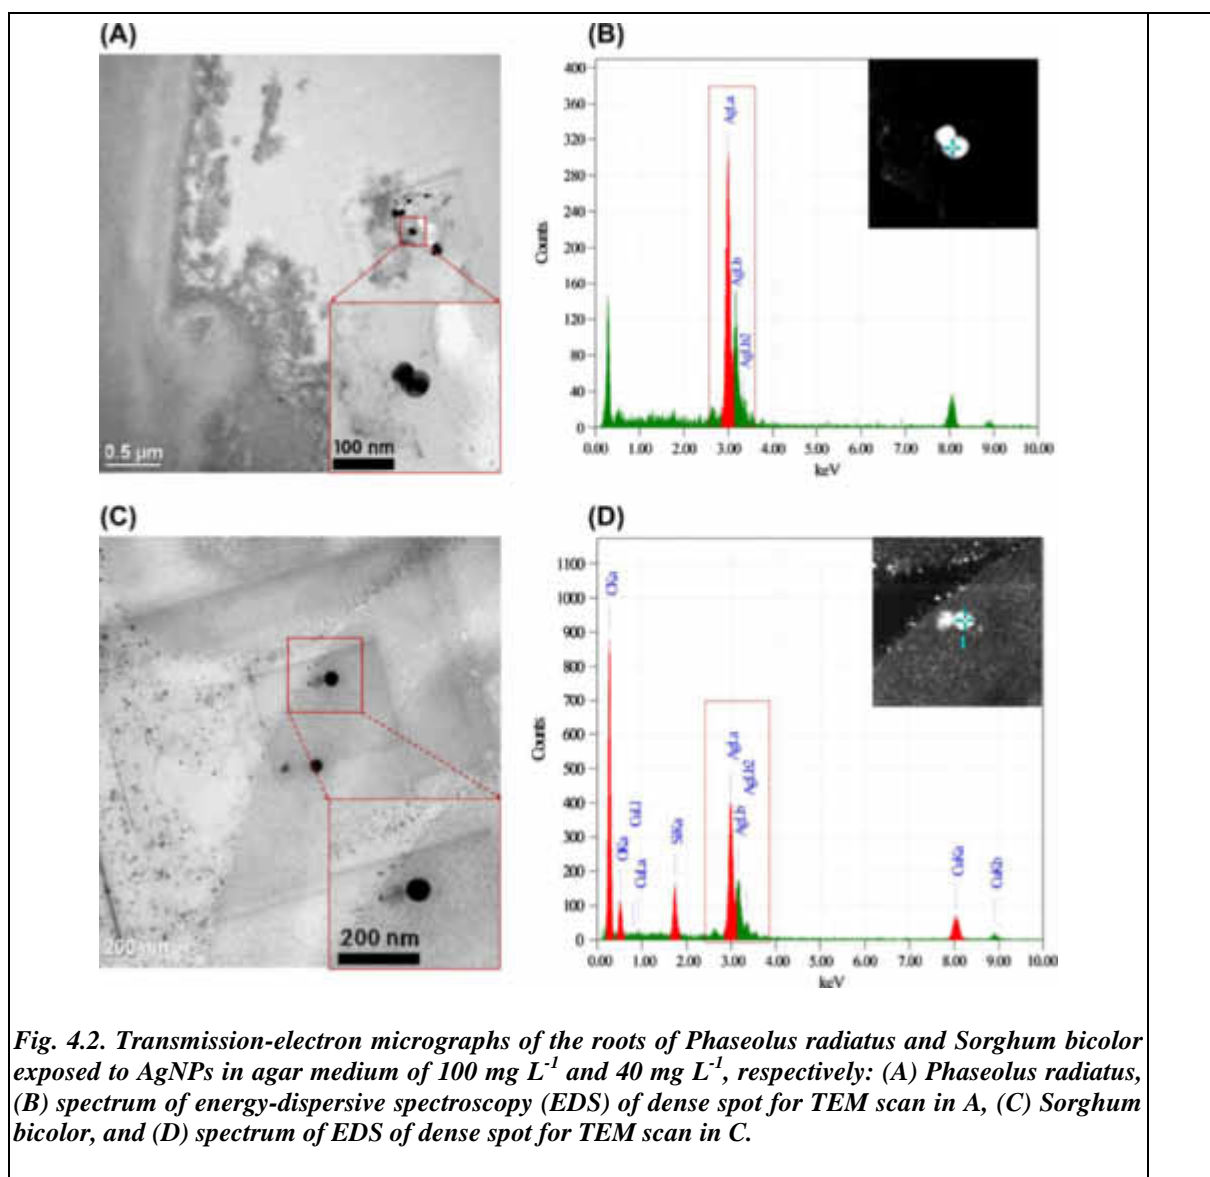 (A)
0.5 µm
100 nm
(B)
Counts
400
360
320
280
240
200
160
120
80
40
0
AgLa
AgLb
AgLb2
0.00 1.00 2.00 3.00 4.00 5.00 6.00 7.00 8.00 9.00 10.00
keV
(C)
200 nm
200 nm
(D)
Counts
1100
1000
900
800
700
600
500
400
300
200
100
0
CKa
OKa
CuLl
CuLa
SiKa
AgLa
AgLb
AgLb2
CuKa
CuKb
0.00 1.00 2.00 3.00 4.00 5.00 6.00 7.00 8.00 9.00 10.00
keV
Fig. 4.2. Transmission-electron micrographs of the roots of Phaseolus radiatus and Sorghum bicolor
exposed to AgNPs in agar medium of 100 mg L-1 and 40 mg L-1, respectively: (A) Phaseolus radiatus,
(B) spectrum of energy-dispersive spectroscopy (EDS) of dense spot for TEM scan in A, (C) Sorghum
bicolor, and (D) spectrum of EDS of dense spot for TEM scan in C.